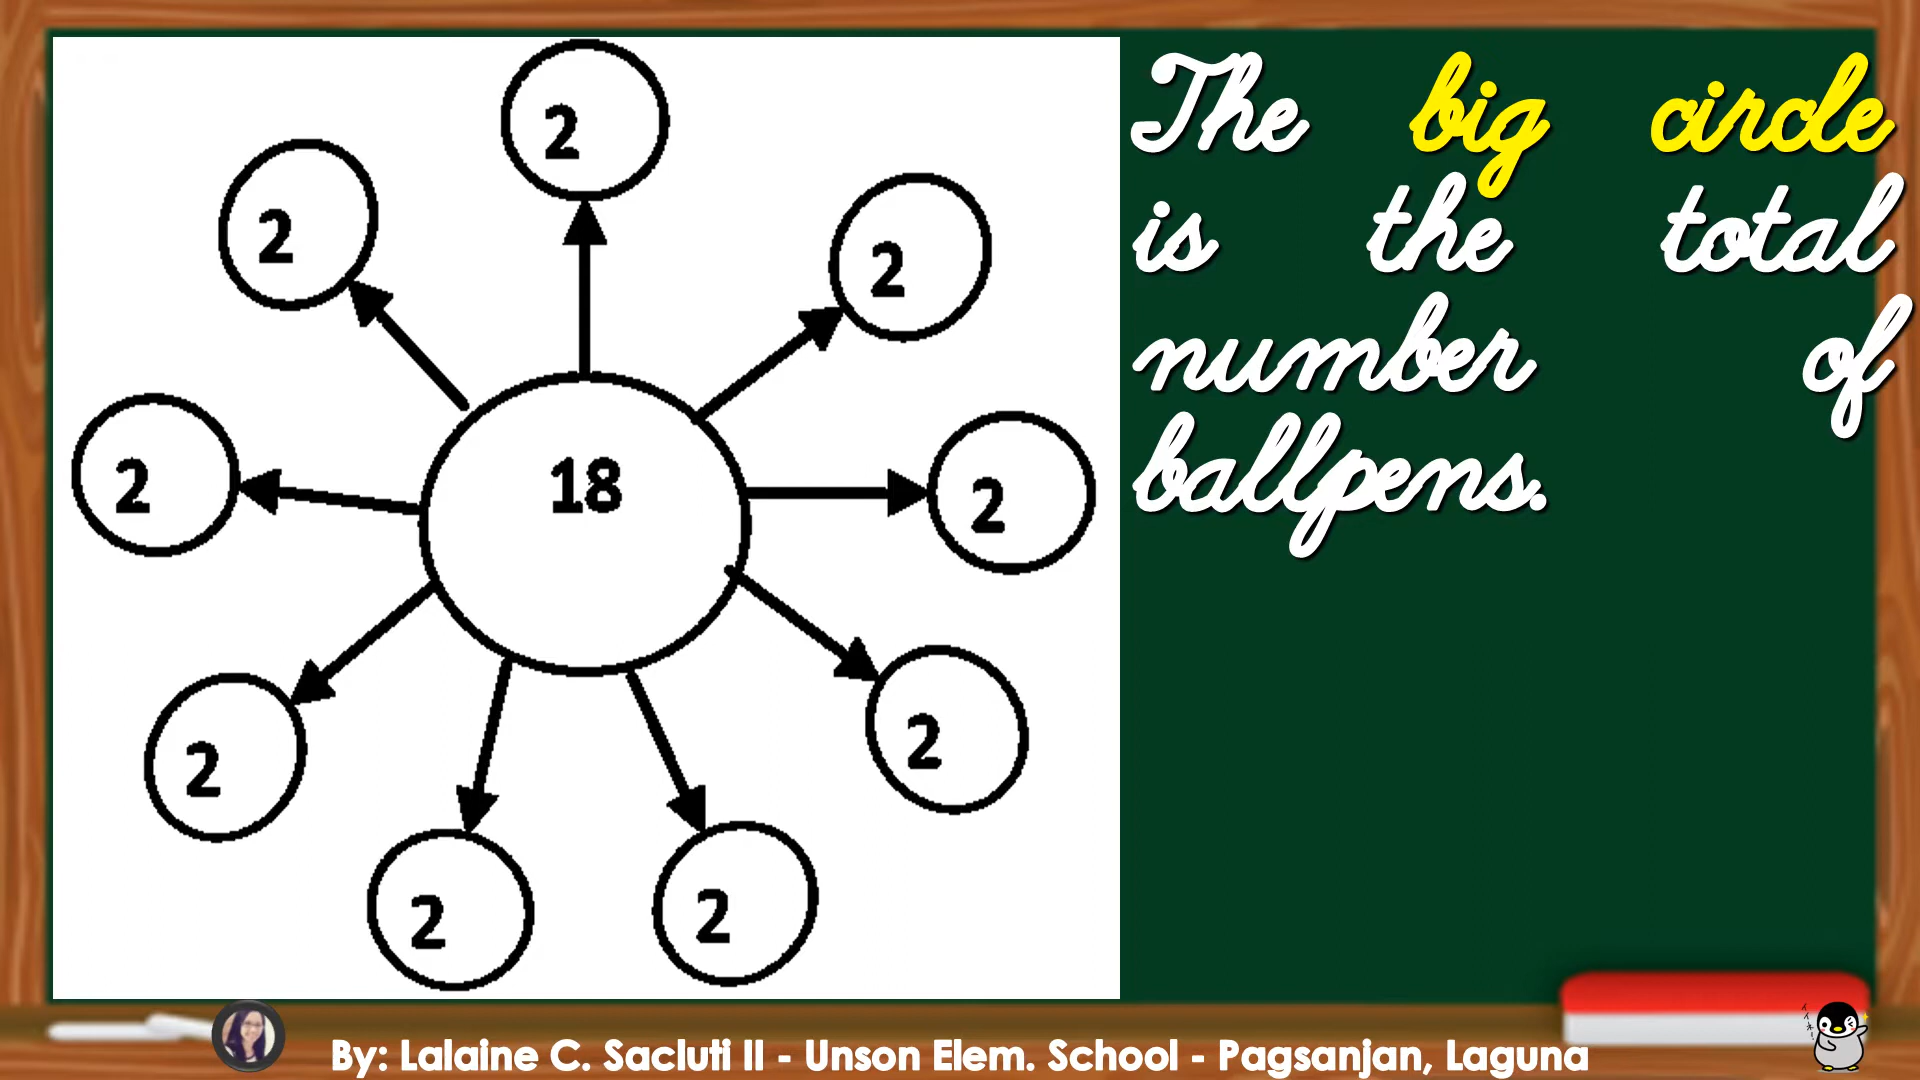 2
2
2
2
18
2
2
2
2
2
2
The big circle
is the total
number of
ballpens.
By: Lalaine C. Sacluti II - Unson Elem. School - Pagsanjan, Laguna